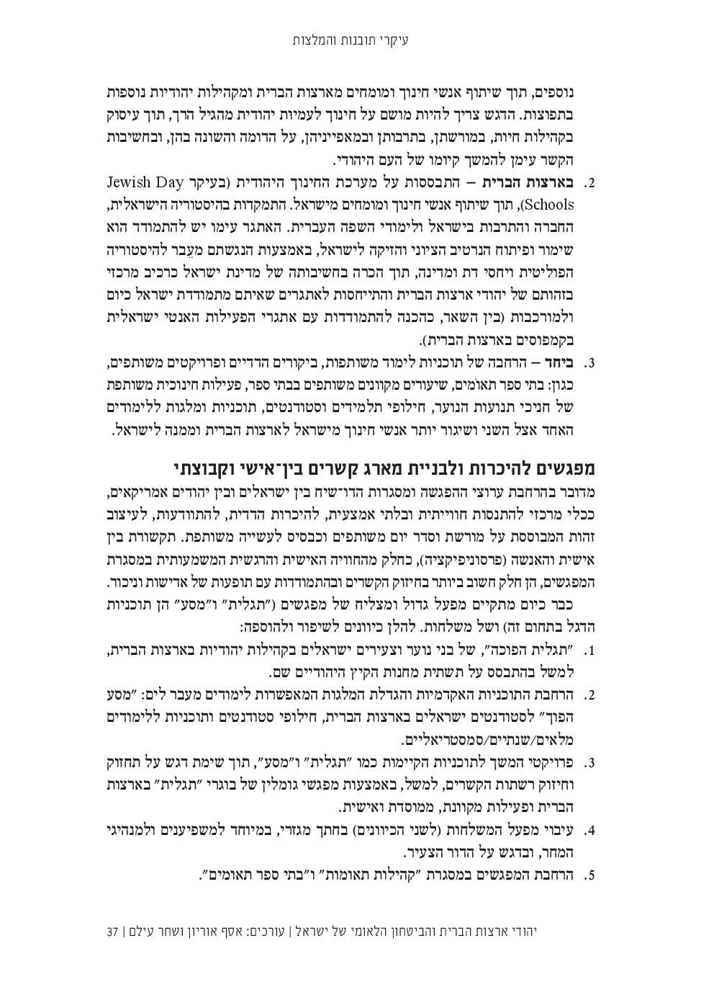 עיקרי תובנות והמלצות
נוספים, תוך שיתוף אנשי חינוך ומומחים מארצות הברית ומקהילות יהודיות נוספות
בתפוצות. הדגש צריך להיות מושם על חינוך לעמיוּת יהודית מהגיל הרך, תוך עיסוק
בקהילות חיות, במורשתן, בתרבותן ובמאפייניהן, על הדומה והשונה בהן, ובחשיבות
הקשר עימן להמשך קיומו של העם היהודי.
2. בארצות הברית – התבססות על מערכת החינוך היהודית (בעיקר Jewish Day
Schools), תוך שיתוף אנשי חינוך ומומחים מישראל. התמקדות בהיסטוריה הישראלית,
החברה והתרבות בישראל ולימודי השפה העברית. האתגר עימו יש להתמודד הוא
שימור ופיתוח הנרטיב הציוני והזיקה לישראל, באמצעות הנגשתם מעֵבר להיסטוריה
הפוליטית ויחסי דת ומדינה, תוך הכרה בחשיבותה של מדינת ישראל כרכיב מרכזי
בזהותם של יהודי ארצות הברית והתייחסות לאתגרים שאיתם מתמודדת ישראל כיום
ולמורכבות (בין השאר, כהכנה להתמודדות עם אתגרי הפעילות האנטי ישראלית
בקמפוסים בארצות הברית).
3. ביחד – הרחבה של תוכניות לימוד משותפות, ביקורים הדדיים ופרויקטים משותפים,
כגון: בתי ספר תאוֹמים, שיעורים מקוונים משותפים בבתי ספר, פעילות חינוכית משותפת
של חניכי תנועות הנוער, חילופי תלמידים וסטודנטים, תוכניות ומלגות ללימודים
האחד אצל השני ושיגור יותר אנשי חינוך מישראל לארצות הברית וממנה לישראל.
מפגשים להיכרות ולבניית מארג קשרים בין־אישי וקבוצתי
מדובר בהרחבת ערוצי ההפגשה ומסגרות הדו־שיח בין ישראלים ובין יהודים אמריקאים,
ככלי מרכזי להתנסות חווייתית ובלתי אמצעית, להיכרות הדדית, להתוודעות, לעיצוב
זהות המבוססת על מורשת וסדר יום משותפים וכבסיס לעשייה משותפת. תקשורת בין
אישית והאנשה (פרסוניפיקציה), כחלק מהחוויה האישית והרגשית המשמעותית במסגרת
המפגשים, הן חלק חשוב ביותר בחיזוק הקשרים ובהתמודדות עם תופעות של אדישות וניכור.
כבר כיום מתקיים מפעל גדול ומצליח של מפגשים ("תגלית" ו"מסע" הן תוכניות
הדגל בתחום זה) ושל משלחות. להלן כיוונים לשיפור ולהוספה:
1. "תגלית הפוכה", של בני נוער וצעירים ישראלים בקהילות יהודיות בארצות הברית,
למשל בהתבסס על תשתית מחנות הקיץ היהודיים שם.
2. הרחבת התוכניות האקדמיות והגדלת המלגות המאפשרות לימודים מעבר לים: "מסע
הפוך" לסטודנטים ישראלים בארצות הברית, חילופי סטודנטים ותוכניות ללימודים
מלאים/שנתיים/סמסטריאליים.
3. פרויקטי המשך לתוכניות הקיימות כמו "תגלית" ו"מסע", תוך שימת דגש על תחזוק
וחיזוק רשתות הקשרים, למשל, באמצעות מפגשי גומלין של בוגרי "תגלית" בארצות
הברית ופעילות מקוונת, ממוסדת ואישית.
4. עיבוי מפעל המשלחות (לשני הכיוונים) בחתך מגזרי, במיוחד למשפיענים ולמנהיגי
המחר, ובדגש על הדור הצעיר.
5. הרחבת המפגשים במסגרת "קהילות תאומות" ו"בתי ספר תאומים".
יהודי ארצות הברית והביטחון הלאומי של ישראל | עורכים: אסף אוריון ושחר עילם | 37